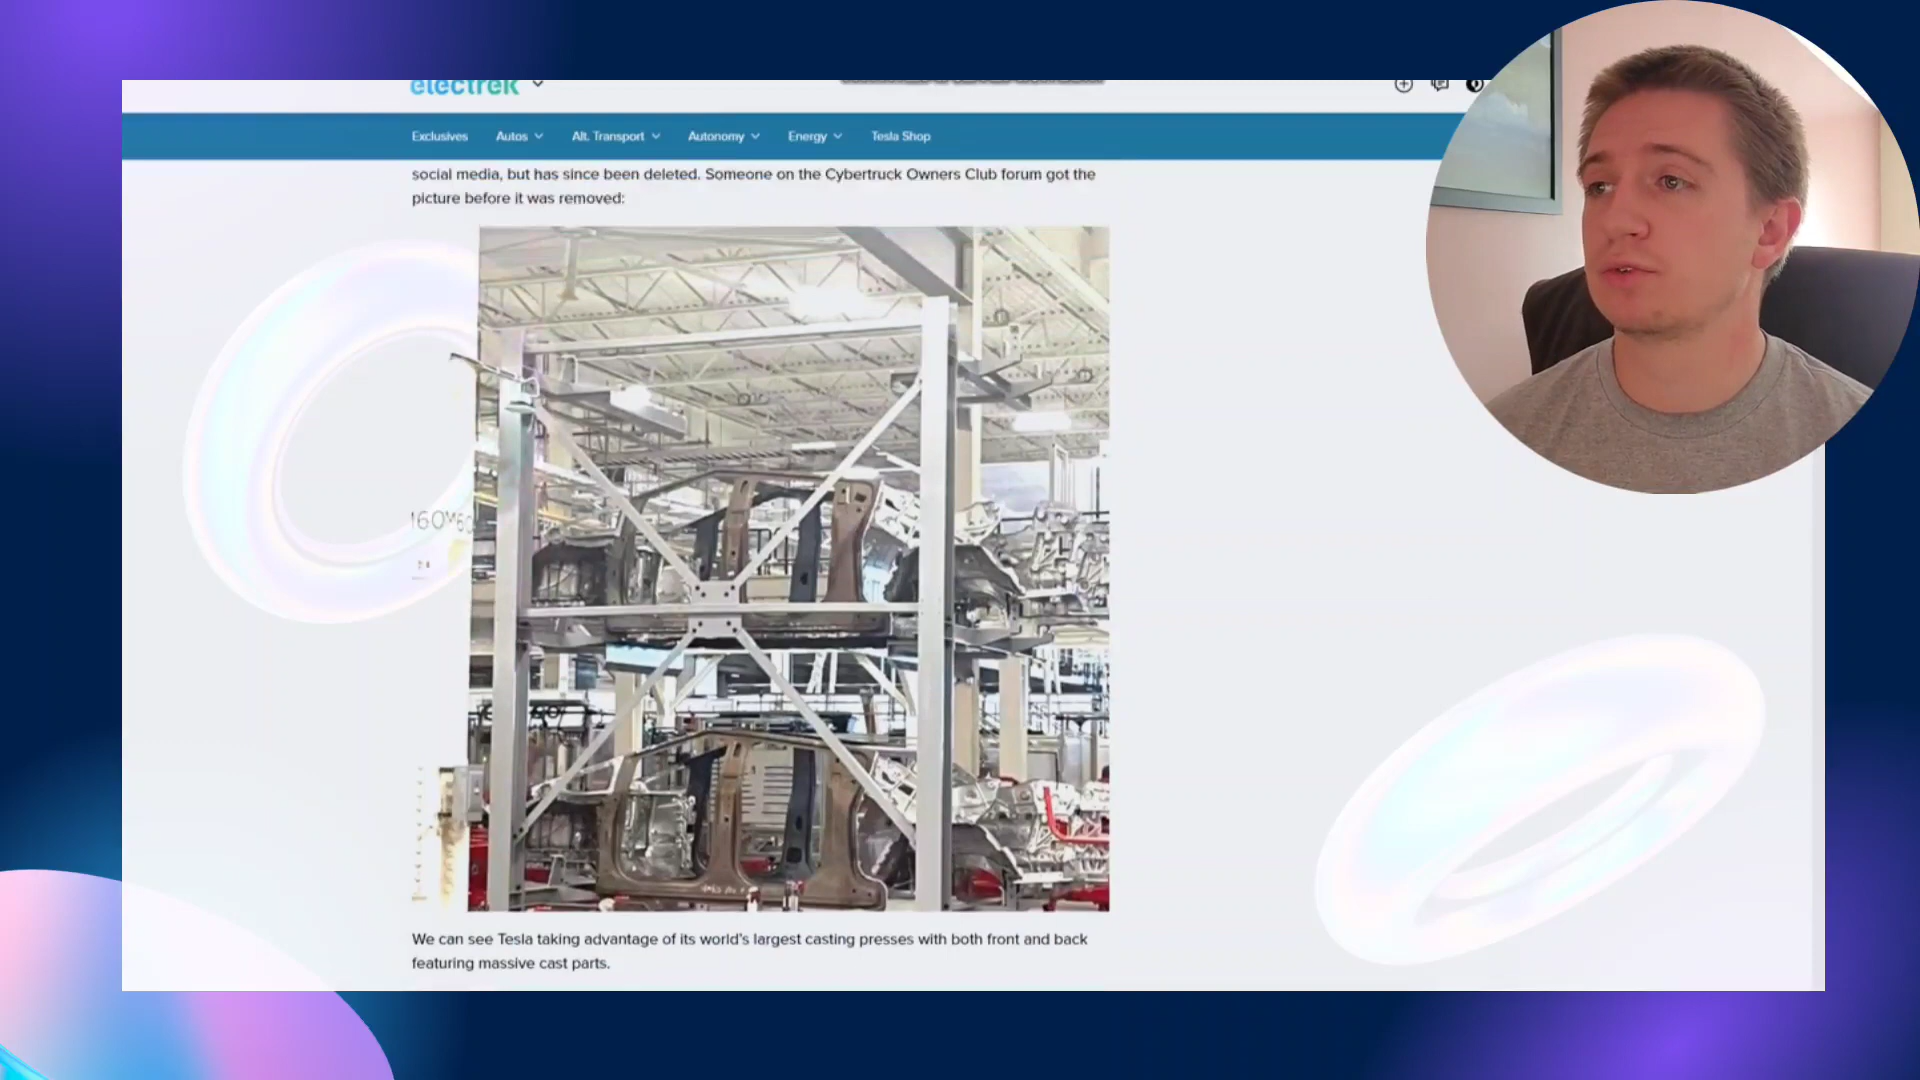 electrek
Exclusives Autos Alt. Transport Autonomy Energy Tesla Shop
social media, but has since been deleted. Someone on the Cybertruck Owners Club forum got the
picture before it was removed:
We can see Tesla taking advantage of its world's largest casting presses with both front and back
featuring massive cast parts.